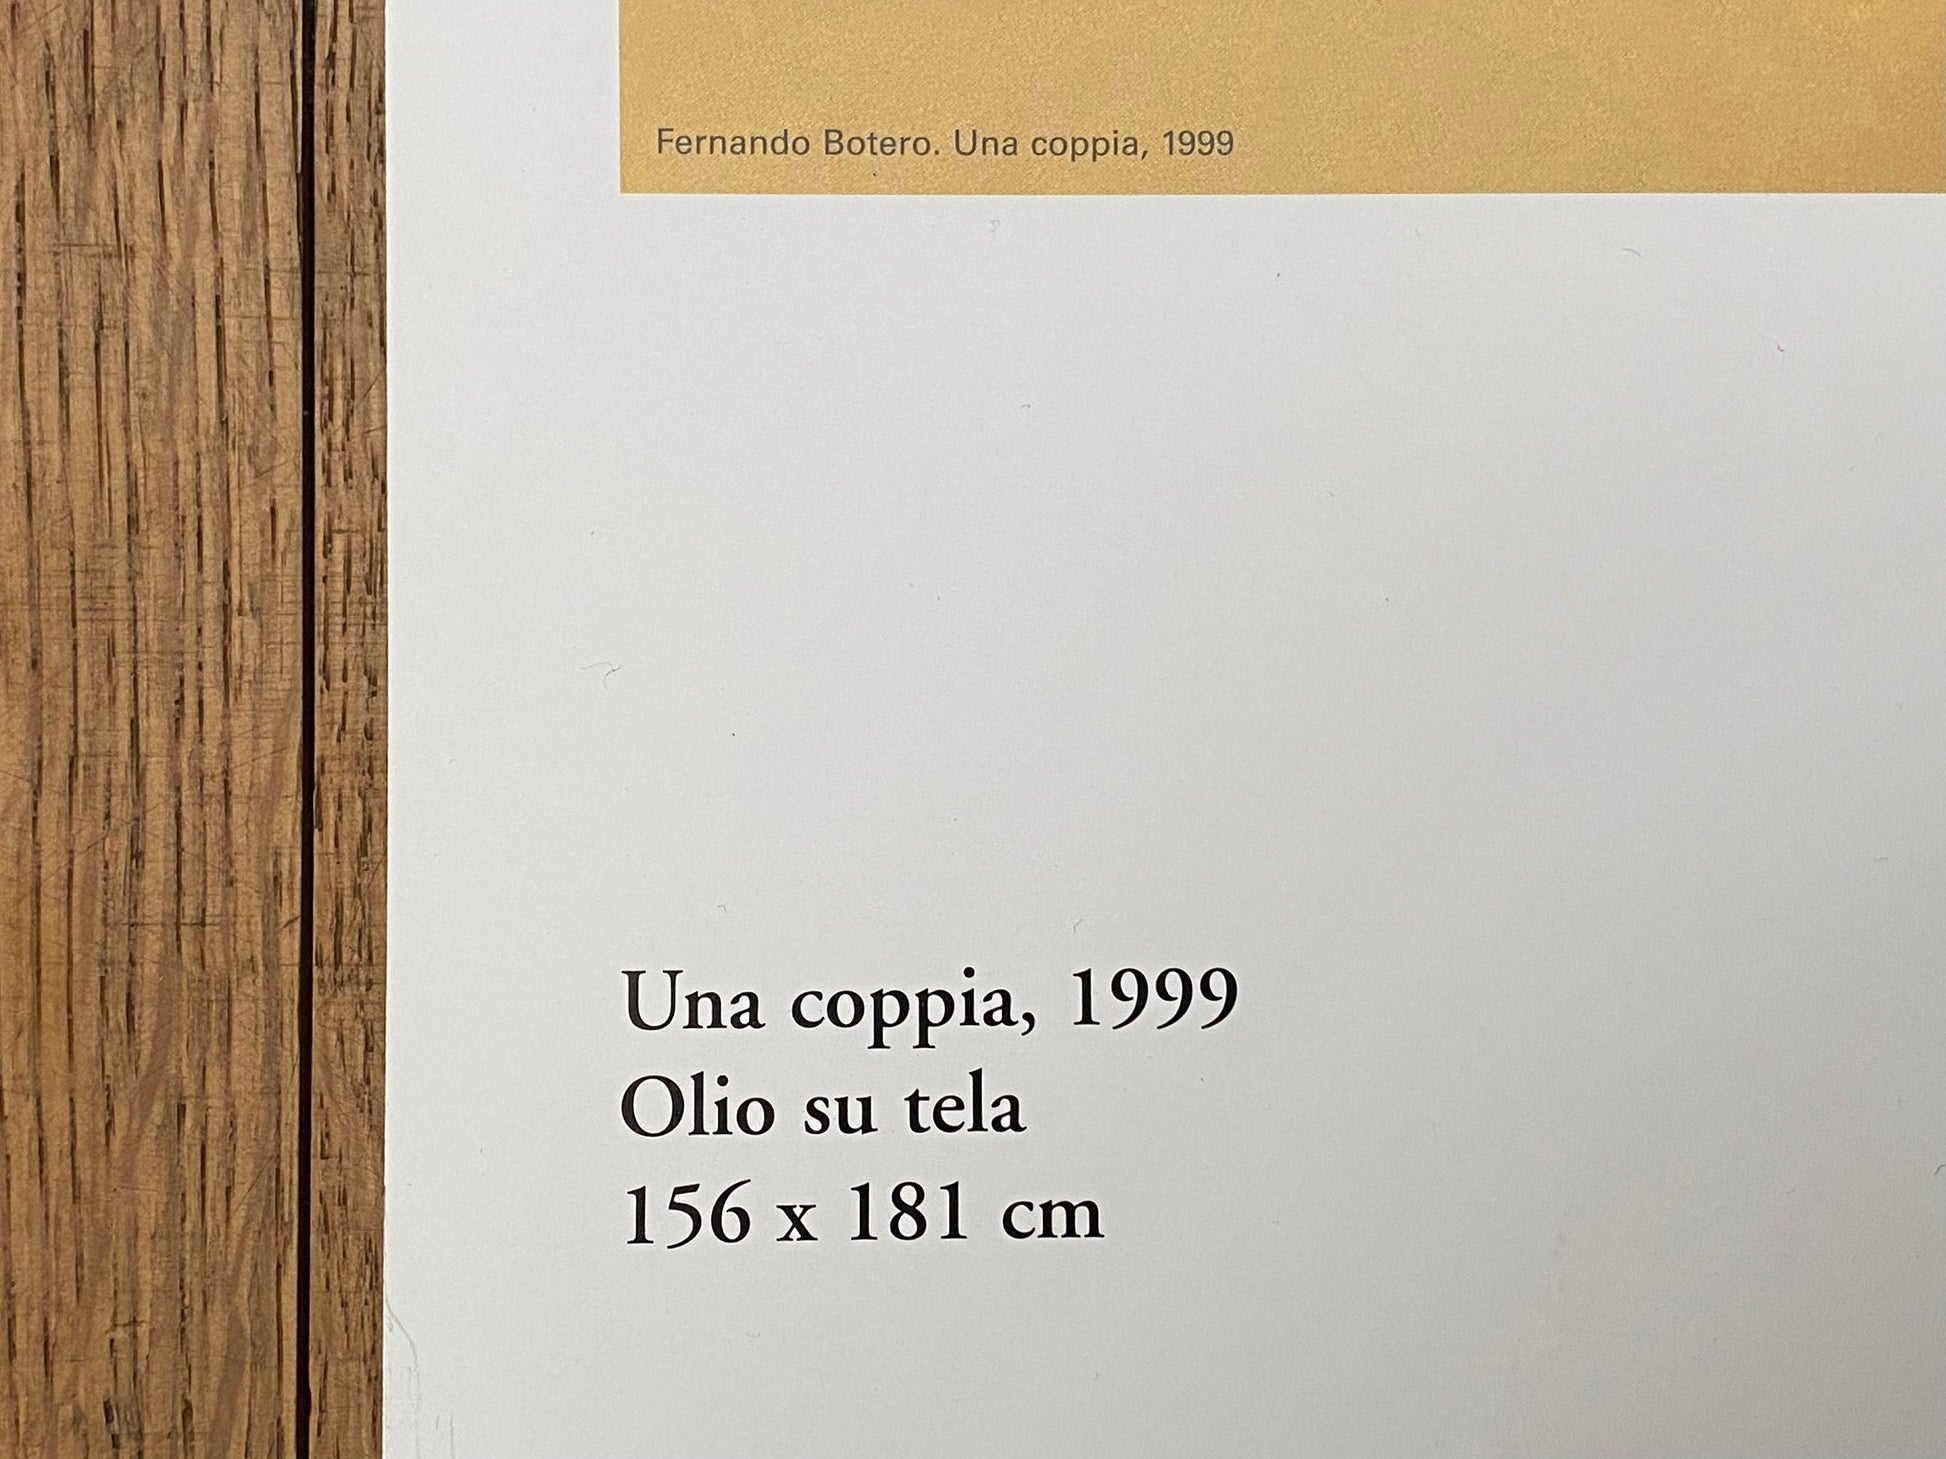 Fernando Botero. Una coppia, 1999
Una coppia, 1999
Olio su tela
156 x 181 cm